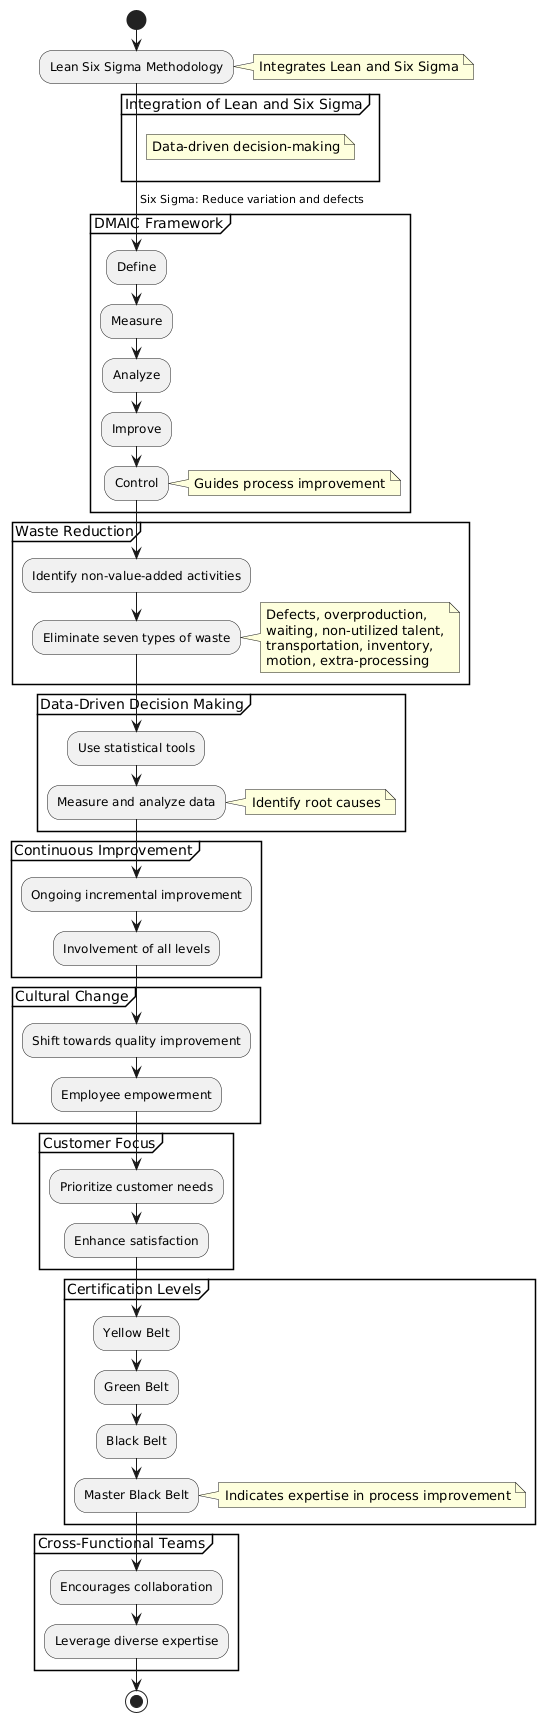 Lean Six Sigma Methodology
Integrates Lean and Six Sigma
Integration of Lean and Six Sigma
Data-driven decision-making
Six Sigma: Reduce variation and defects
DMAIC Framework
Define
Measure
Analyze
Improve
Control
Guides process improvement
Waste Reduction
Identify non-value-added activities
Eliminate seven types of waste
Defects, overproduction,
waiting, non-utilized talent,
transportation, inventory,
motion, extra-processing
Data-Driven Decision Making
Use statistical tools
Measure and analyze data
Identify root causes
Continuous Improvement
Ongoing incremental improvement
Involvement of all levels
Cultural Change
Shift towards quality improvement
Employee empowerment
Customer Focus
Prioritize customer needs
Enhance satisfaction
Certification Levels
Yellow Belt
Green Belt
Black Belt
Master Black Belt
Indicates expertise in process improvement
Cross-Functional Teams
Encourages collaboration
Leverage diverse expertise